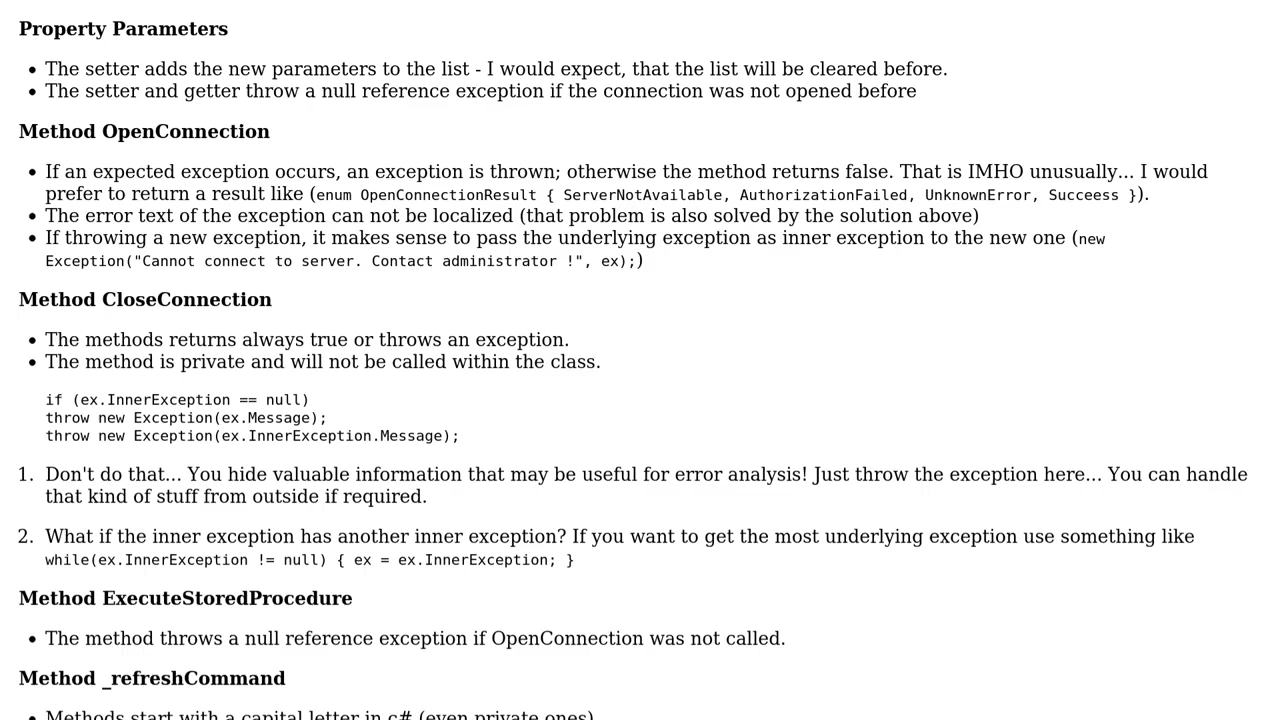 Property Parameters
The setter adds the new parameters to the list - I would expect, that the list will be cleared before.
The setter and getter throw a null reference exception if the connection was not opened before
Method OpenConnection
If an expected exception occurs, an exception is thrown; otherwise the method returns false. That is IMHO unusually... I would
prefer to return a result like (enum OpenConnectionResult { ServerNotAvailable, AuthorizationFailed, UnknownError, Succeess }).
The error text of the exception can not be localized (that problem is also solved by the solution above)
If throwing a new exception, it makes sense to pass the underlying exception as inner exception to the new one (new
Exception("Cannot connect to server. Contact administrator !", ex);)
Method CloseConnection
The methods returns always true or throws an exception.
The method is private and will not be called within the class.
if (ex.InnerException == null)
throw new Exception(ex.Message);
throw new Exception(ex.InnerException.Message);
1. Don't do that... You hide valuable information that may be useful for error analysis! Just throw the exception here... You can handle
that kind of stuff from outside if required.
2. What if the inner exception has another inner exception? If you want to get the most underlying exception use something like
while(ex.InnerException != null) { ex = ex.InnerException; }
Method ExecuteStoredProcedure
The method throws a null reference exception if OpenConnection was not called.
Method _refreshCommand
Methods start with a capital letter in c# (even private ones)